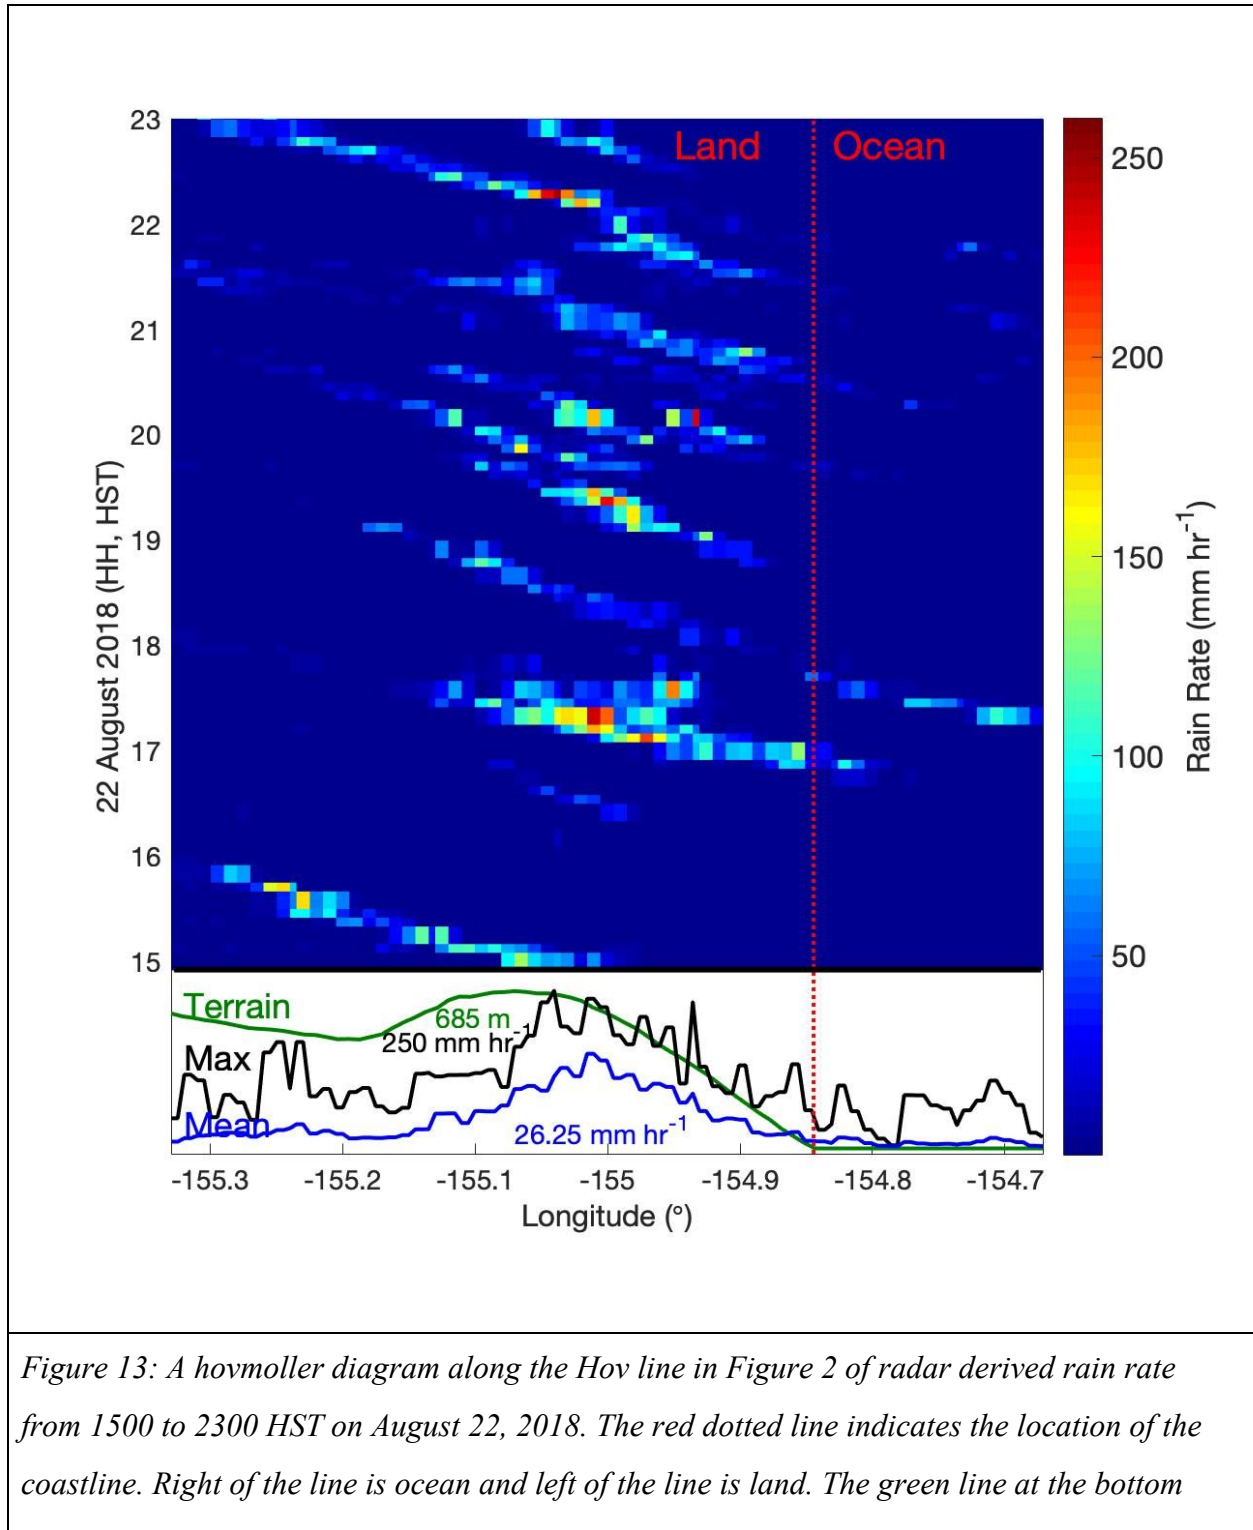 23
22
21
20
19
18
17
16
15
22 August 2018 (HH, HST)
Land
Ocean
250
200
150
100
50
Rain Rate (mm hr-1)
Terrain
685 m
250 mm hr-1
Max
Mean
26.25 mm hr-1
-155.3
-155.2
-155.1
-155
-154.9
-154.8
-154.7
Longitude (°)
Figure 13: A hovmoller diagram along the Hov line in Figure 2 of radar derived rain rate
from 1500 to 2300 HST on August 22, 2018. The red dotted line indicates the location of the
coastline. Right of the line is ocean and left of the line is land. The green line at the bottom